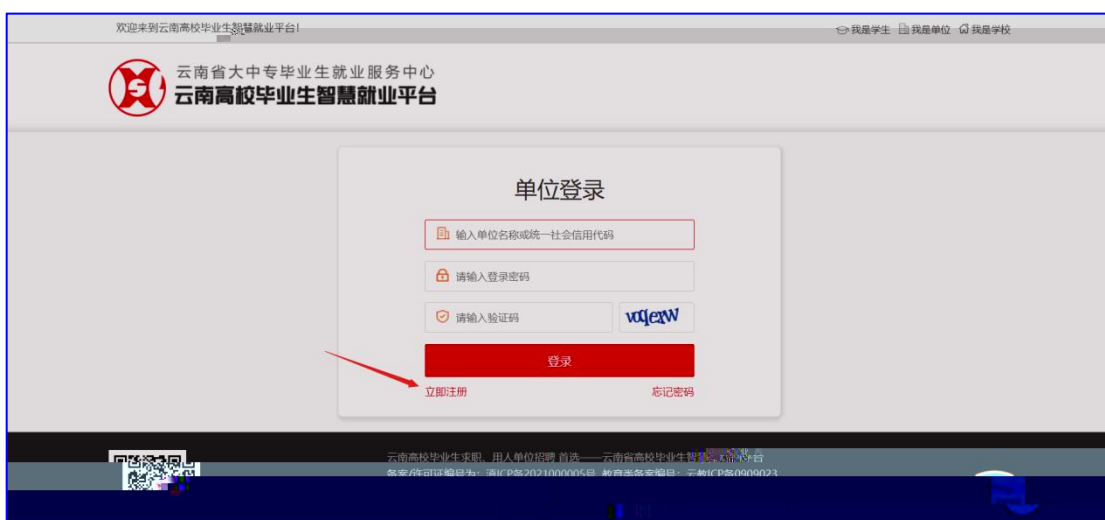 欢迎来到云南高校毕业生智慧就业平台!
我是学生 我是单位 我是学校
云南省大中专毕业生就业服务中心
云南高校毕业生智慧就业平台
单位登录
输入单位名称或统一社会信用代码
请输入登录密码
请输入验证码
voqexW
登录
立即注册 忘记密码
云南高校毕业生求职、用人单位招聘 首选——云南省高校毕业生智
备案/许可证编号为：滇ICP备2021000005号 教育类备案编号：云教ICP备0909023